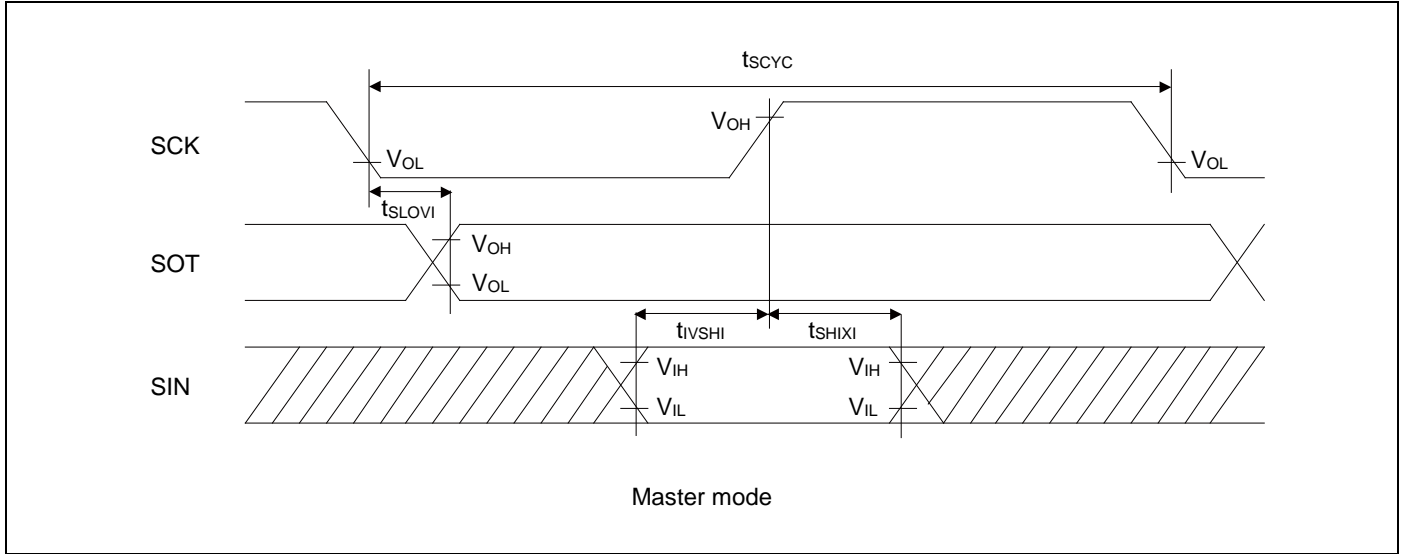 tSCYC
SCK
VOH
VOL
VOL
tSLOVI
SOT
VOH
VOL
tIVSHI
tSHIXI
SIN
VIH
VIH
VIL
VIL
Master mode